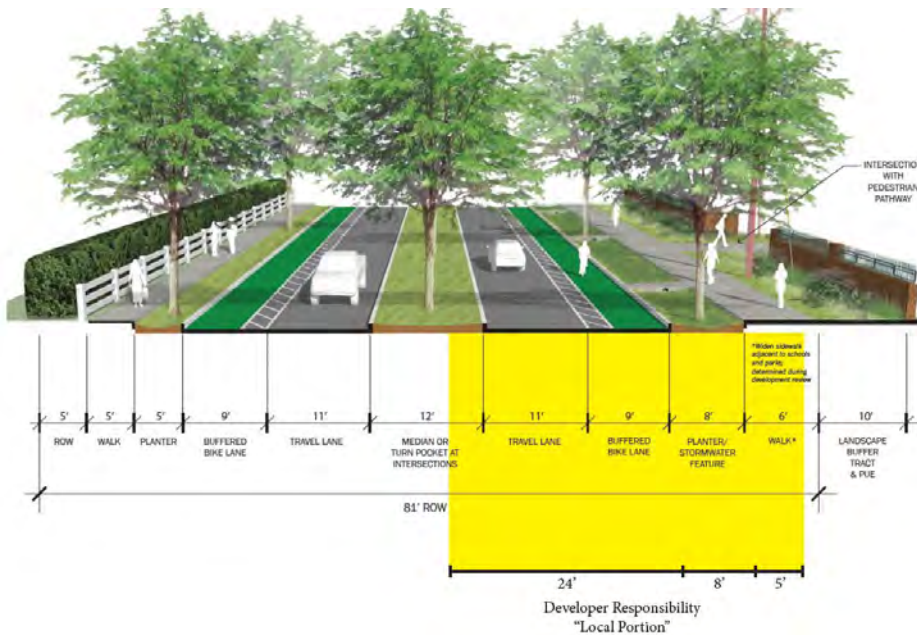 INTERSECTION
WITH
PEDESTRIAN
PATHWAY
*Widen sidewalk
adjacent to schools
and parks;
determined during
development review
5' 5' 5' 9' 11' 12' 11' 9' 8' 6' 10'
ROW WALK PLANTER BUFFERED BIKE LANE TRAVEL LANE MEDIAN OR TURN POCKET AT INTERSECTIONS TRAVEL LANE BUFFERED BIKE LANE PLANTER/ STORMWATER FEATURE WALK* LANDSCAPE BUFFER TRACT & PUE
81' ROW
24' 8' 5'
Developer Responsibility
"Local Portion"